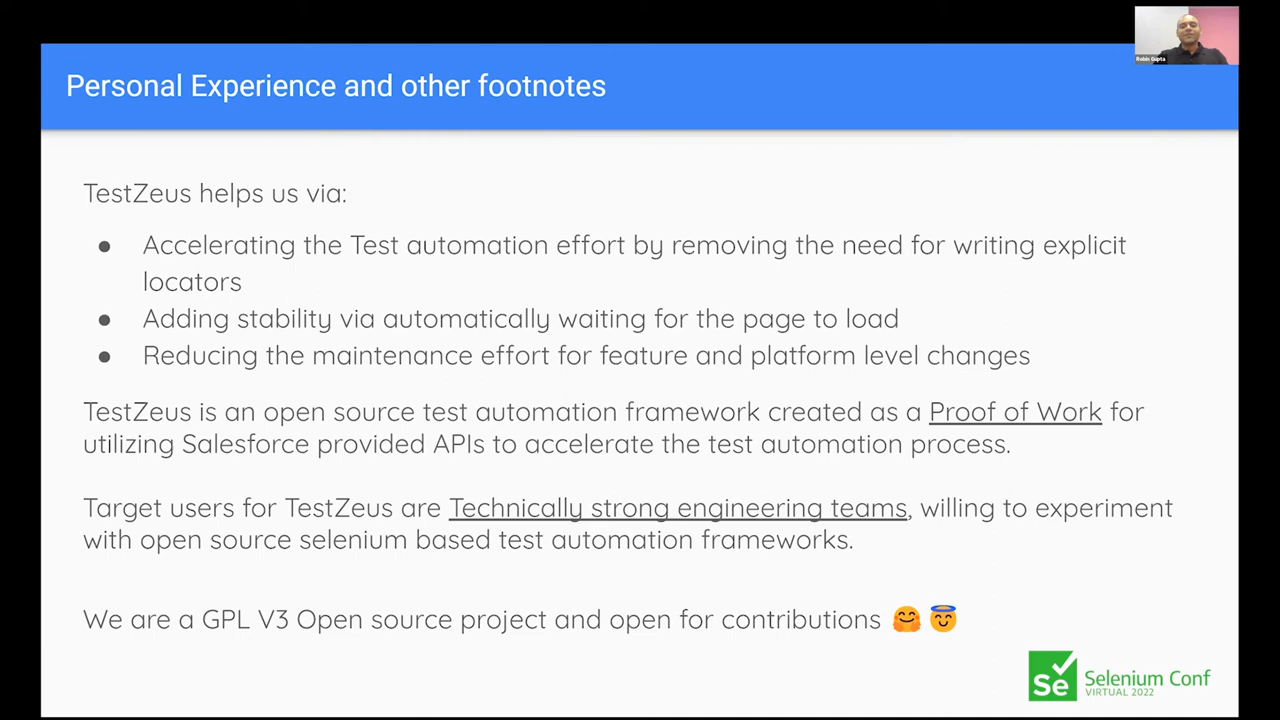 Robin Gupta
Personal Experience and other footnotes
TestZeus helps us via:
● Accelerating the Test automation effort by removing the need for writing explicit
locators
● Adding stability via automatically waiting for the page to load
● Reducing the maintenance effort for feature and platform level changes
TestZeus is an open source test automation framework created as a Proof of Work for
utilizing Salesforce provided APIs to accelerate the test automation process.
Target users for TestZeus are Technically strong engineering teams, willing to experiment
with open source selenium based test automation frameworks.
We are a GPL V3 Open source project and open for contributions 🤗 😇
Se Selenium Conf
VIRTUAL 2022